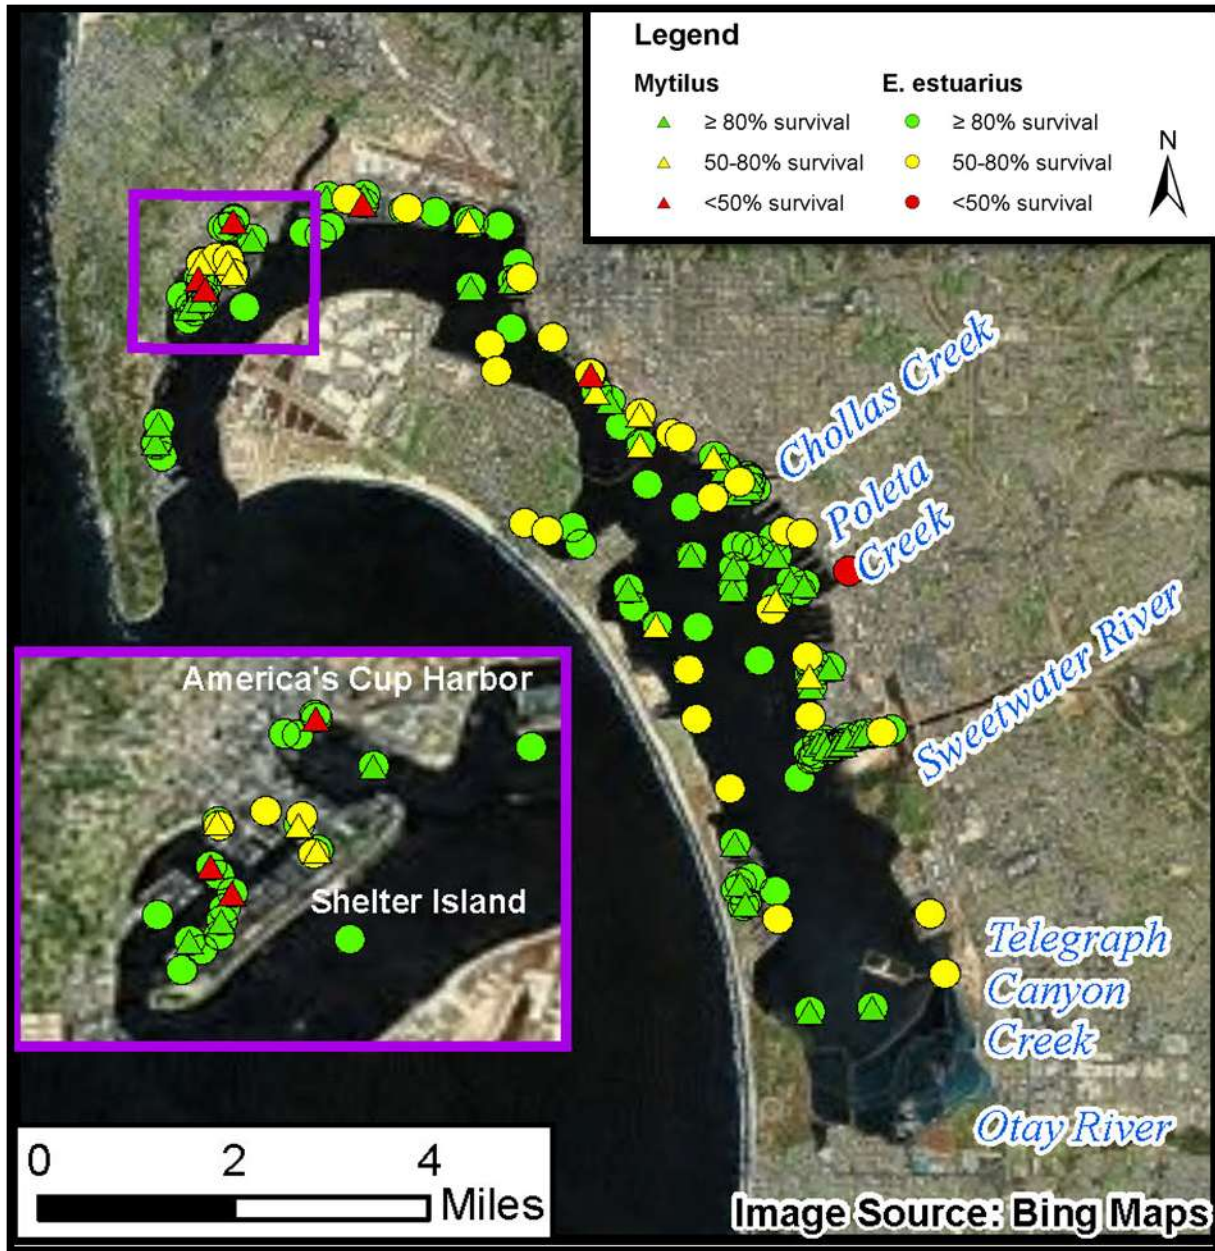 Legend
Mytilus
E. estuarius
≥ 80% survival
≥ 80% survival
50-80% survival
50-80% survival
<50% survival
<50% survival
N
Chollas Creek
Poleta
Creek
Sweetwater River
America's Cup Harbor
Shelter Island
Telegraph
Canyon
Creek
Otay River
0 2 4
Miles
Image Source: Bing Maps